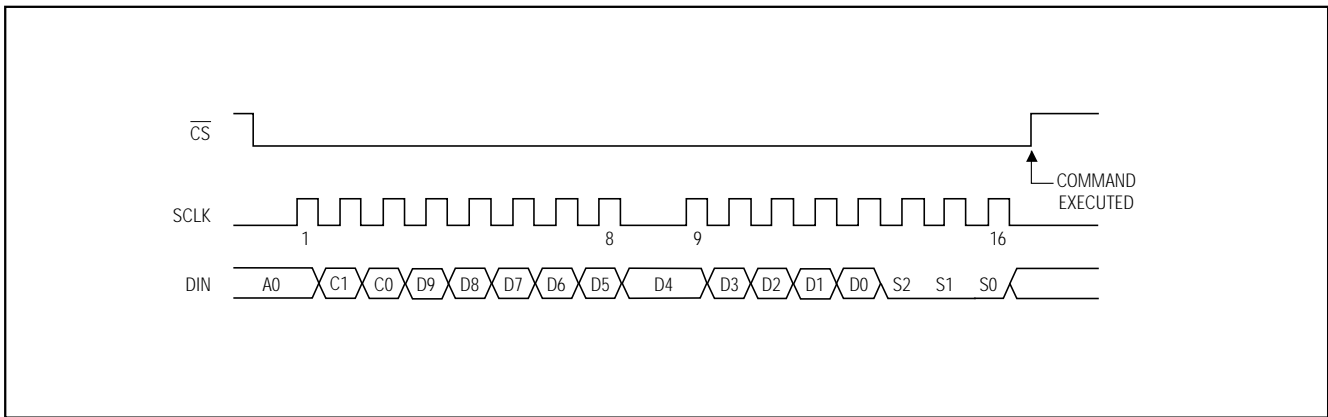 CS
COMMAND
EXECUTED
SCLK
1 8 9 16
DIN A0 C1 C0 D9 D8 D7 D6 D5 D4 D3 D2 D1 D0 S2 S1 S0